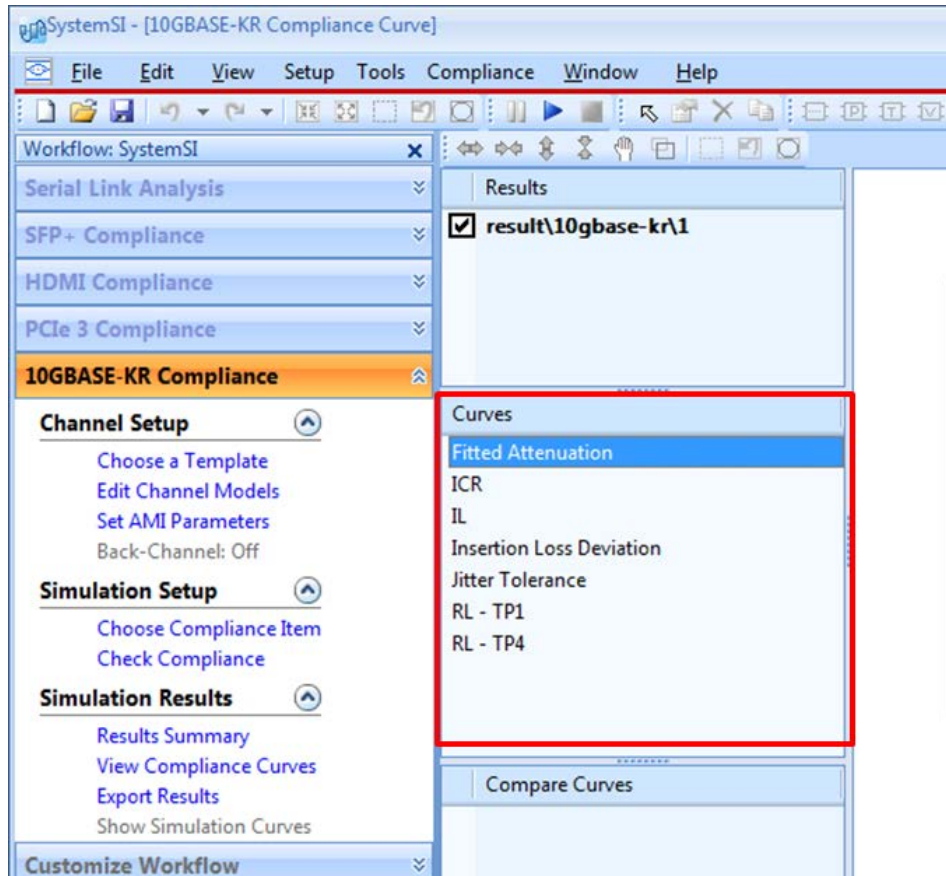 SystemSI - [10GBASE-KR Compliance Curve]
File Edit View Setup Tools Compliance Window Help
Workflow: SystemSI
Serial Link Analysis
SFP+ Compliance
HDMI Compliance
PCIe 3 Compliance
10GBASE-KR Compliance
Channel Setup
Choose a Template
Edit Channel Models
Set AMI Parameters
Back-Channel: Off
Simulation Setup
Choose Compliance Item
Check Compliance
Simulation Results
Results Summary
View Compliance Curves
Export Results
Show Simulation Curves
Customize Workflow
Results
result\10gbase-kr\1
Curves
Fitted Attenuation
ICR
IL
Insertion Loss Deviation
Jitter Tolerance
RL - TP1
RL - TP4
Compare Curves